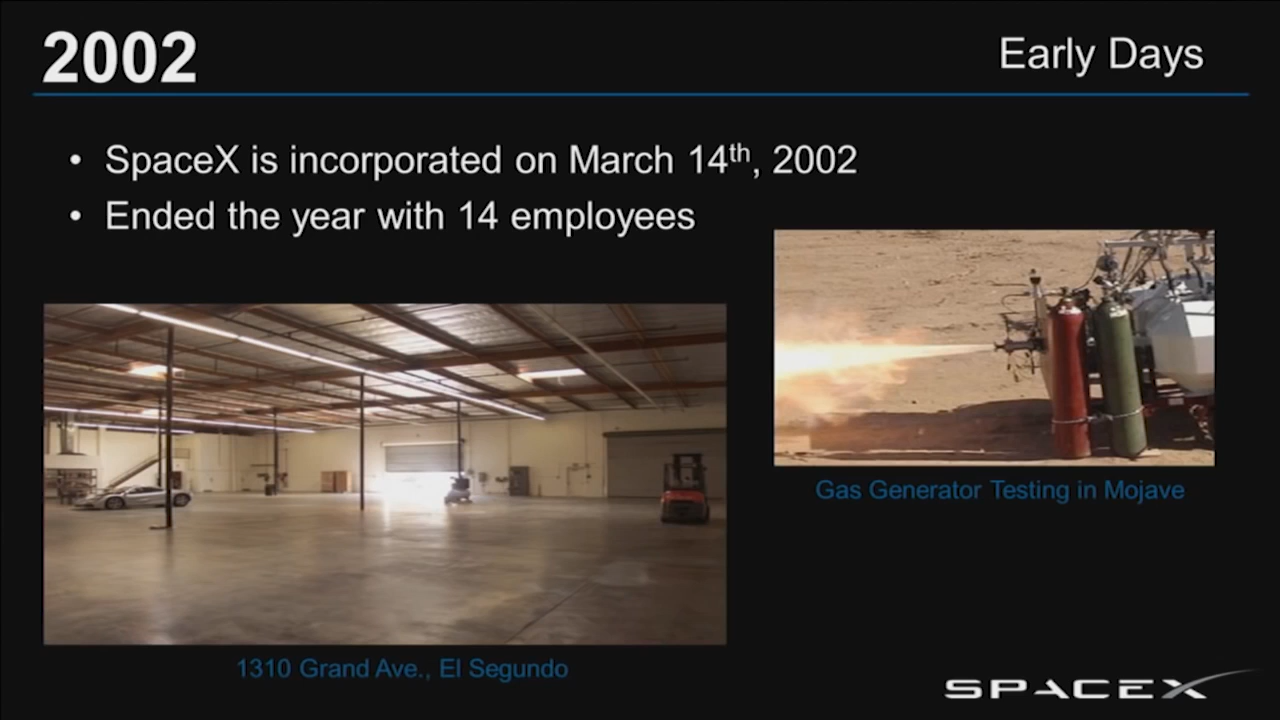 2002
Early Days
• SpaceX is incorporated on March 14th, 2002
• Ended the year with 14 employees
Gas Generator Testing in Mojave
1310 Grand Ave., El Segundo
SPACEX